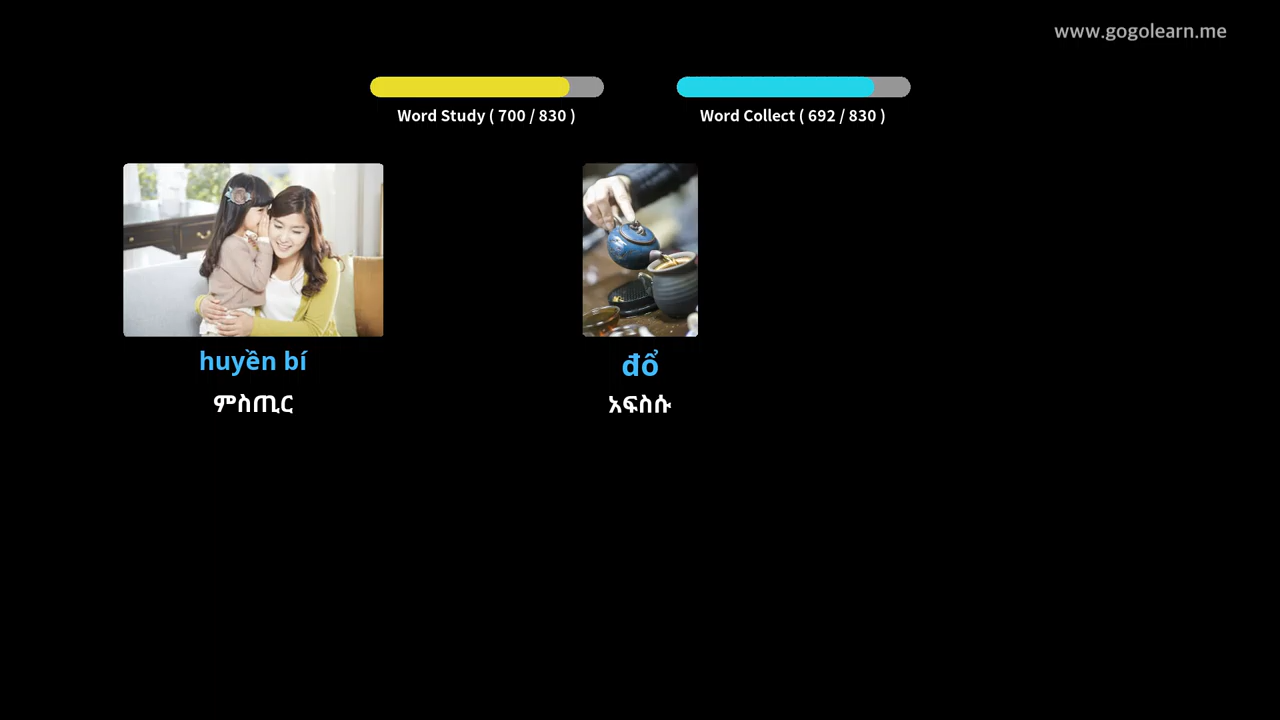 www.gogolearn.me
Word Study ( 700 / 830 )
Word Collect ( 692 / 830 )
huyền bí
ምስጢር
đổ
አፍስሱ